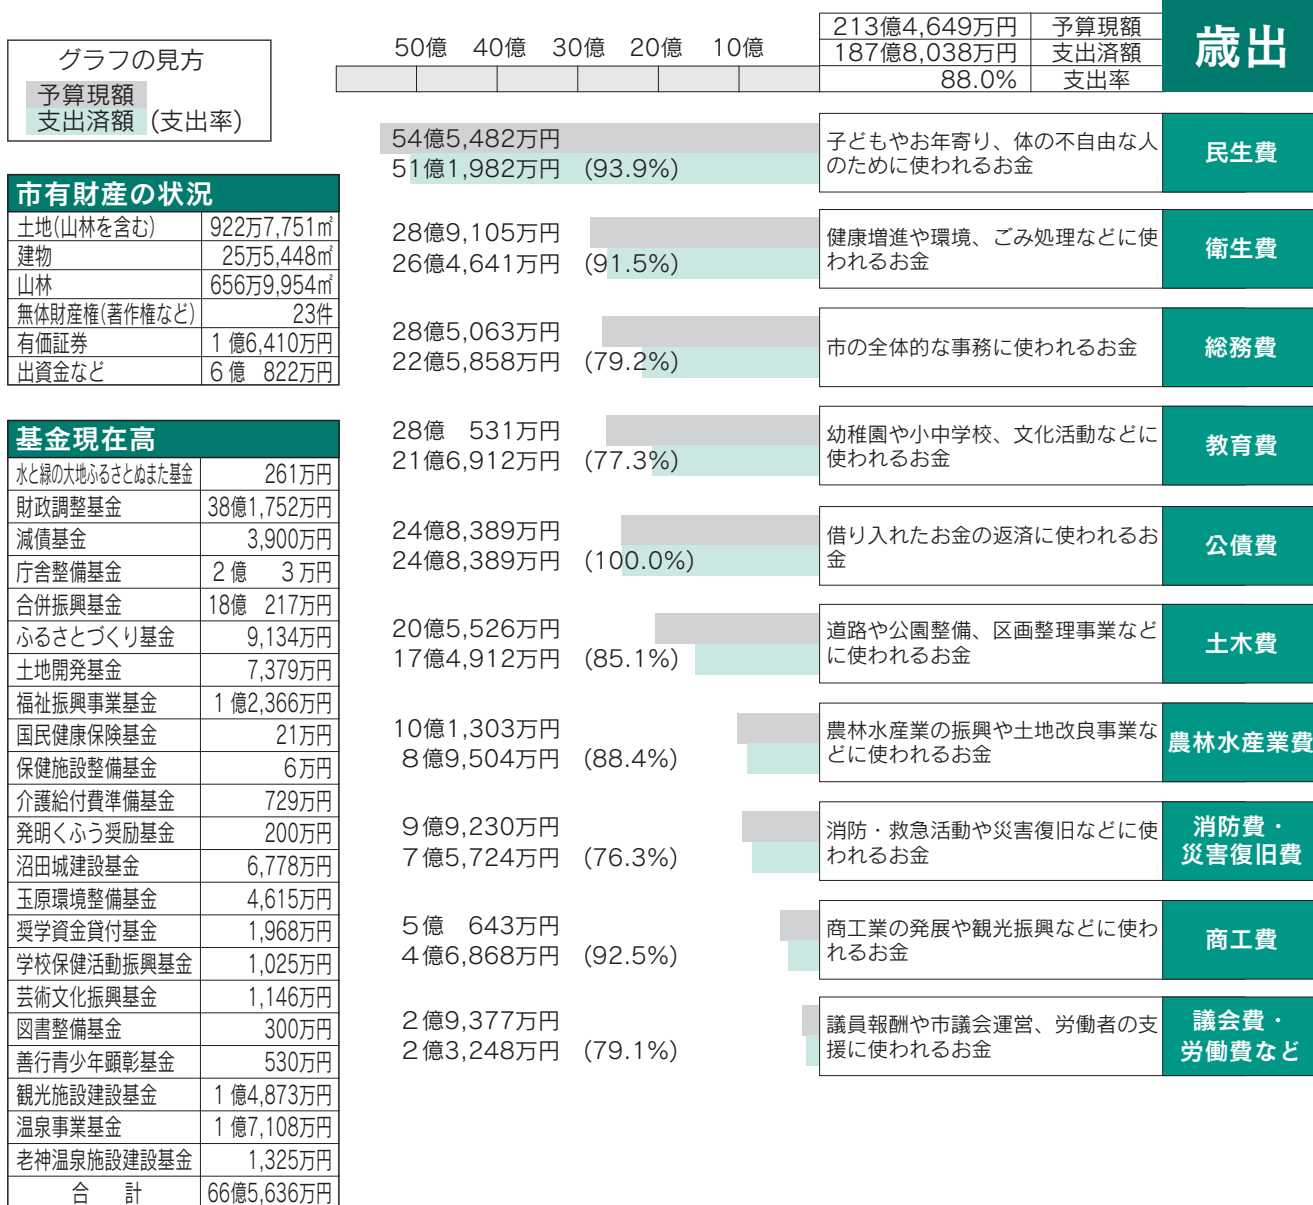 グラフの見方
予算現額
支出済額 (支出率)
50億 40億 30億 20億 10億
213億4,649万円 予算現額
187億8,038万円 支出済額
88.0% 支出率
歳出
54億5,482万円
51億1,982万円 (93.9%)
子どもやお年寄り、体の不自由な人
のために使われるお金
民生費
28億9,105万円
26億4,641万円 (91.5%)
健康増進や環境、ごみ処理などに使
われるお金
衛生費
28億5,063万円
22億5,858万円 (79.2%)
市の全体的な事務に使われるお金
総務費
28億 531万円
21億6,912万円 (77.3%)
幼稚園や小中学校、文化活動などに
使われるお金
教育費
24億8,389万円
24億8,389万円 (100.0%)
借り入れたお金の返済に使われるお
金
公債費
20億5,526万円
17億4,912万円 (85.1%)
道路や公園整備、区画整理事業など
に使われるお金
土木費
10億1,303万円
8億9,504万円 (88.4%)
農林水産業の振興や土地改良事業な
どに使われるお金
農林水産業費
9億9,230万円
7億5,724万円 (76.3%)
消防・救急活動や災害復旧などに使
われるお金
消防費・
災害復旧費
5億 643万円
4億6,868万円 (92.5%)
商工業の発展や観光振興などに使わ
れるお金
商工費
2億9,377万円
2億3,248万円 (79.1%)
議員報酬や市議会運営、労働者の支
援に使われるお金
議会費・
労働費など
市有財産の状況
土地(山林を含む) 922万7,751㎡
建物 25万5,448㎡
山林 656万9,954㎡
無体財産権(著作権など) 23件
有価証券 1億6,410万円
出資金など 6億 822万円
基金現在高
水と緑の大地ふるさとぬまた基金 261万円
財政調整基金 38億1,752万円
減債基金 3,900万円
庁舎整備基金 2億 3万円
合併振興基金 18億 217万円
ふるさとづくり基金 9,134万円
土地開発基金 7,379万円
福祉振興事業基金 1億2,366万円
国民健康保険基金 21万円
保健施設整備基金 6万円
介護給付費準備基金 729万円
発明くふう奨励基金 200万円
沼田城建設基金 6,778万円
玉原環境整備基金 4,615万円
奨学資金貸付基金 1,968万円
学校保健活動振興基金 1,025万円
芸術文化振興基金 1,146万円
図書整備基金 300万円
善行青少年顕彰基金 530万円
観光施設建設基金 1億4,873万円
温泉事業基金 1億7,108万円
老神温泉施設建設基金 1,325万円
合 計 66億5,636万円